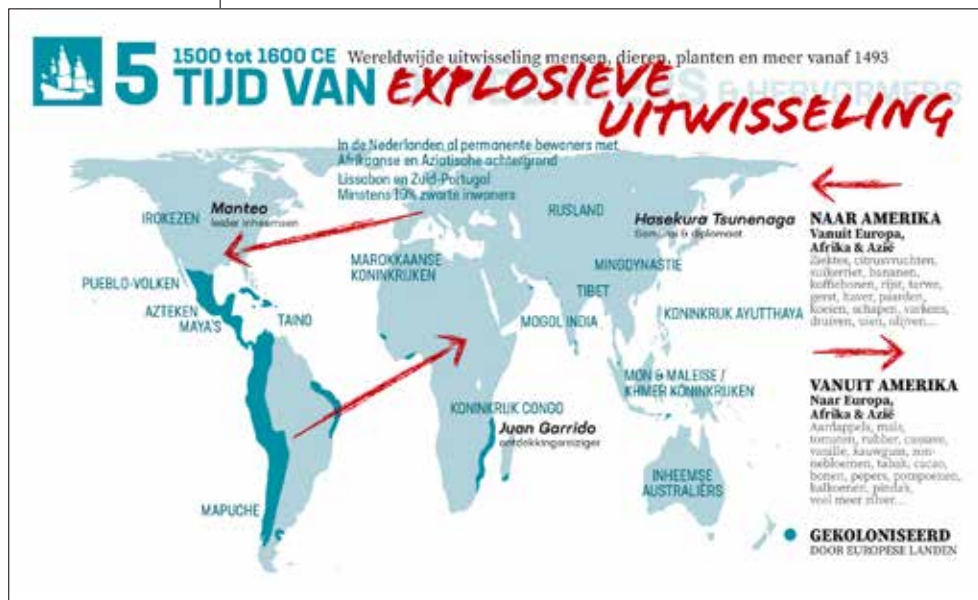 5
1500 tot 1600 CE
Wereldwijde uitwisseling mensen, dieren, planten en meer vanaf 1493
TIJD VAN EXPLOSIEVE
& HERVORMERS
UITWISSELING
In de Nederlanden al permanente bewoners met
Afrikaanse en Aziatische achtergrond
Lissabon en Zuid-Portugal
Minstens 10% zwarte inwoners
IROKEZEN
Manteo
leider inheemsen
RUSLAND
Hasekura Tsunenaga
Samurai & diplomaat
PUEBLO-VOLKEN
MAROKKAANSE
KONINKRIJKEN
MINGDYNASTIE
TIBET
AZTEKEN
MAYA'S
TAINO
MOGOL INDIA
KONINKRIJK AYUTTHAYA
MON & MALEISE /
KHMER KONINKRIJKEN
KONINKRIJK CONGO
Juan Garrido
ontdekkingsreiziger
INHEEMSE
AUSTRALIËRS
MAPUCHE
NAAR AMERIKA
Vanuit Europa,
Afrika & Azië
Ziektes, citrusvruchten,
suikerriet, bananen,
koffiebonen, rijst, tarwe,
gerst, haver, paarden,
koeien, schapen, varkens,
druiven, uien, olijven...
VANUIT AMERIKA
Naar Europa,
Afrika & Azië
Aardappels, maïs,
tomaten, rubber, cassave,
vanille, kauwgum, zon-
nebloemen, tabak, cacao,
bonen, pepers, pompoenen,
kalkoenen, pinda's,
veel meer zilver...
GEKOLONISEERD
DOOR EUROPESE LANDEN